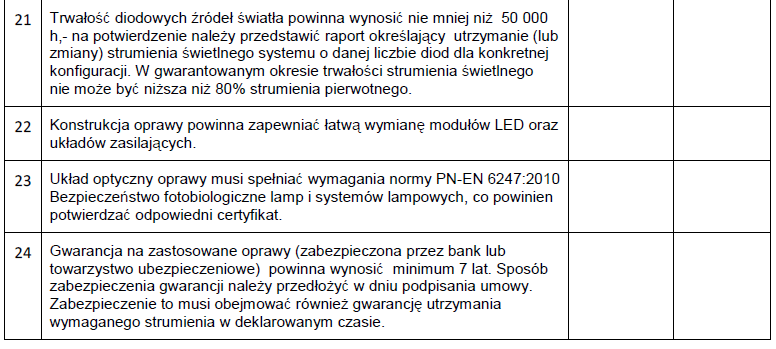 21 Trwałość diodowych źródeł światła powinna wynosić nie mniej niż 50 000
h,- na potwierdzenie należy przedstawić raport określający utrzymanie (lub
zmiany) strumienia świetlnego systemu o danej liczbie diod dla konkretnej
konfiguracji. W gwarantowanym okresie trwałości strumienia świetlnego
nie może być niższa niż 80% strumienia pierwotnego.
22 Konstrukcja oprawy powinna zapewniać łatwą wymianę modułów LED oraz
układów zasilających.
23 Układ optyczny oprawy musi spełniać wymagania normy PN-EN 6247:2010
Bezpieczeństwo fotobiologiczne lamp i systemów lampowych, co powinien
potwierdzać odpowiedni certyfikat.
24 Gwarancja na zastosowane oprawy (zabezpieczona przez bank lub
towarzystwo ubezpieczeniowe) powinna wynosić minimum 7 lat. Sposób
zabezpieczenia gwarancji należy przedłożyć w dniu podpisania umowy.
Zabezpieczenie to musi obejmować również gwarancję utrzymania
wymaganego strumienia w deklarowanym czasie.